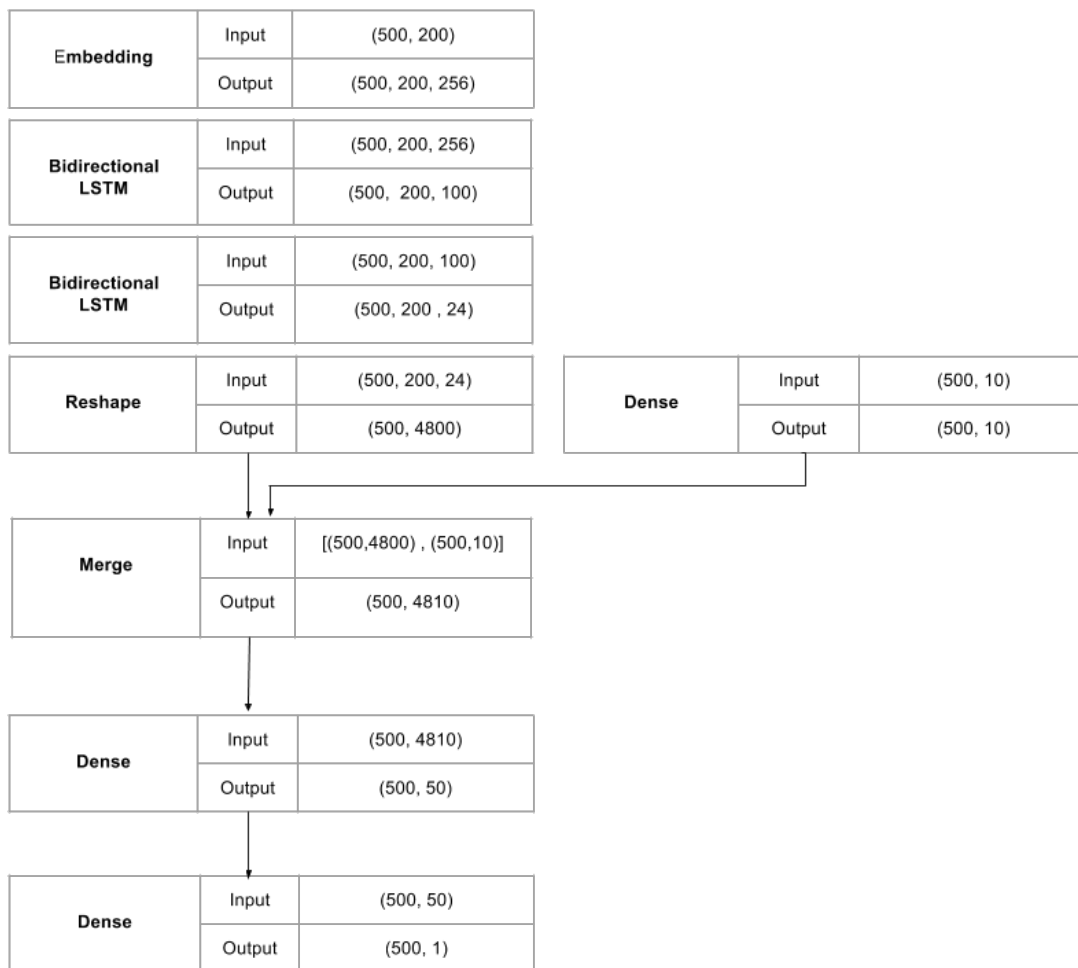 Embedding
Input (500, 200)
Output (500, 200, 256)
Bidirectional
LSTM
Input (500, 200, 256)
Output (500, 200, 100)
Bidirectional
LSTM
Input (500, 200, 100)
Output (500, 200 , 24)
Reshape
Input (500, 200, 24)
Output (500, 4800)
Dense
Input (500, 10)
Output (500, 10)
Merge
Input [(500,4800) , (500,10)]
Output (500, 4810)
Dense
Input (500, 4810)
Output (500, 50)
Dense
Input (500, 50)
Output (500, 1)